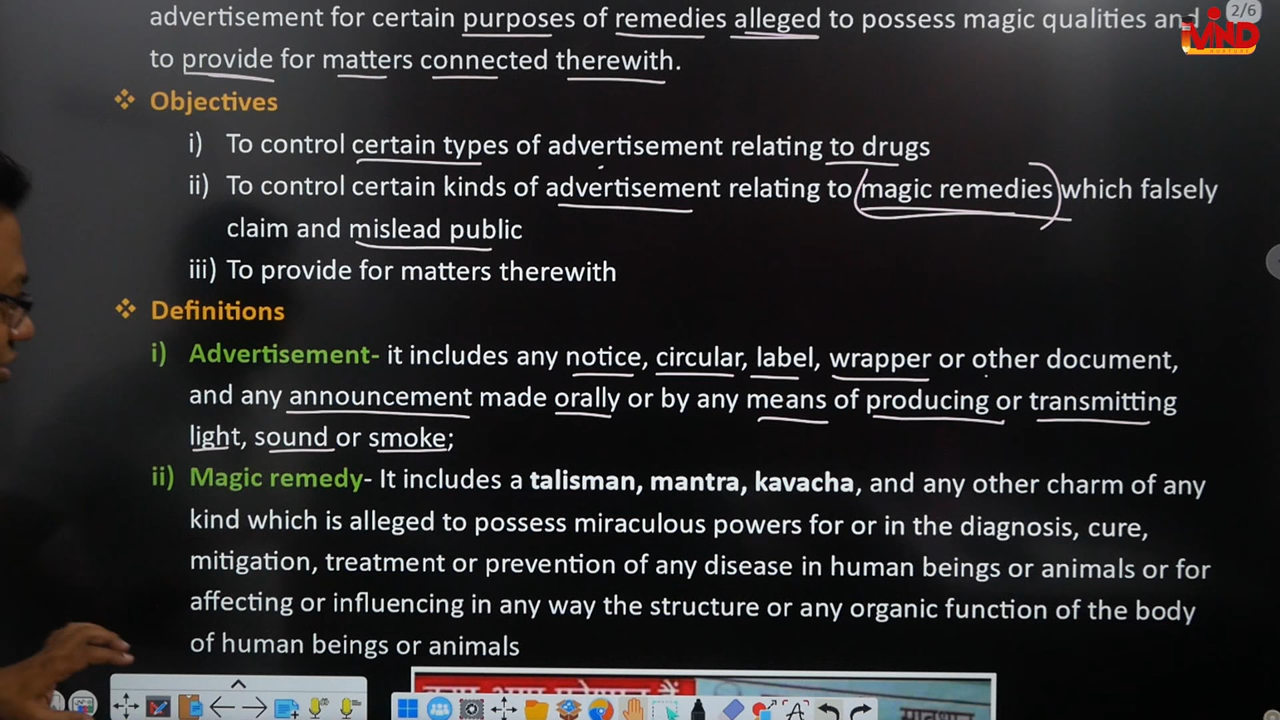 advertisement for certain purposes of remedies alleged to possess magic qualities and
2/6
MIND
to provide for matters connected therewith.
❖ Objectives
i) To control certain types of advertisement relating to drugs
ii) To control certain kinds of advertisement relating to magic remedies which falsely
claim and mislead public
iii) To provide for matters therewith
❖ Definitions
i) Advertisement- it includes any notice, circular, label, wrapper or other document,
and any announcement made orally or by any means of producing or transmitting
light, sound or smoke;
ii) Magic remedy- It includes a talisman, mantra, kavacha, and any other charm of any
kind which is alleged to possess miraculous powers for or in the diagnosis, cure,
mitigation, treatment or prevention of any disease in human beings or animals or for
affecting or influencing in any way the structure or any organic function of the body
of human beings or animals